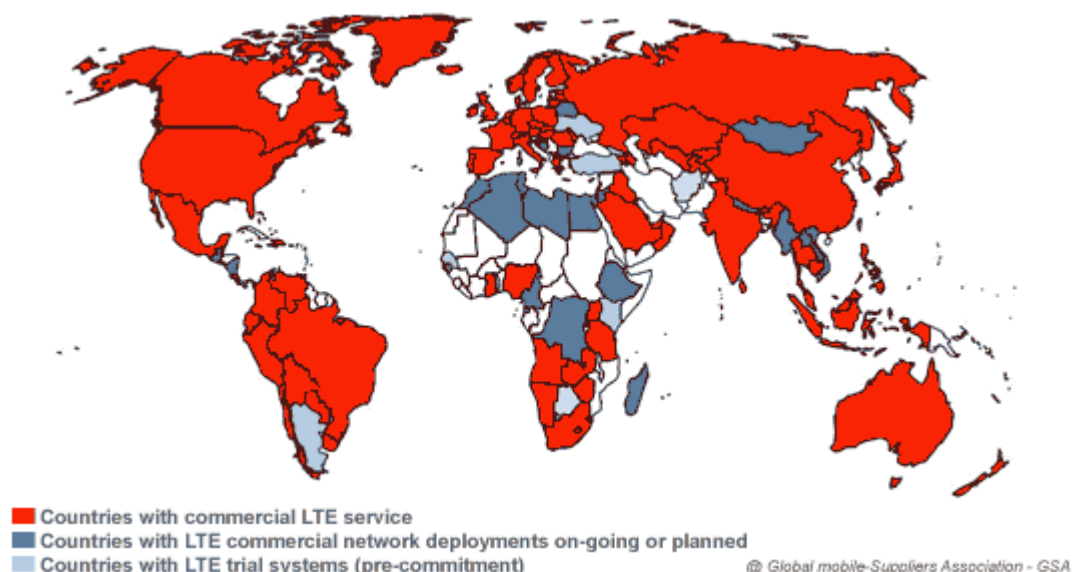 Countries with commercial LTE service
Countries with LTE commercial network deployments on-going or planned
Countries with LTE trial systems (pre-commitment)
@ Global mobile-Suppliers Association - GSA